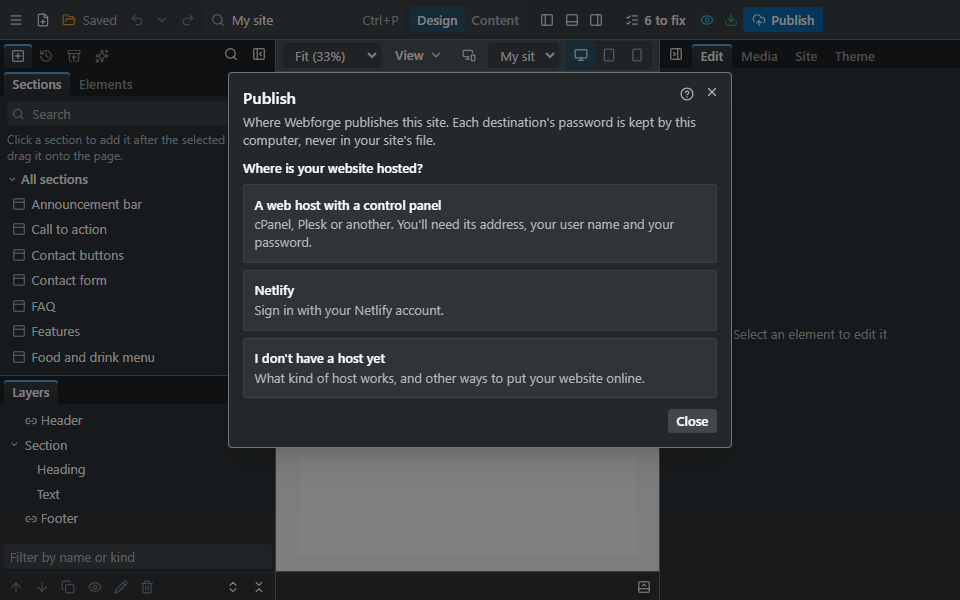 Saved
My site
Ctrl+P
Design
Content
6 to fix
Publish
Fit (33%)
View
My sit
Edit
Media
Site
Theme
Sections
Elements
Search
Click a section to add it after the selected
drag it onto the page.
All sections
Announcement bar
Call to action
Contact buttons
Contact form
FAQ
Features
Food and drink menu
Layers
Header
Section
Heading
Text
Footer
Filter by name or kind
Publish
Where Webforge publishes this site. Each destination's password is kept by this
computer, never in your site's file.
Where is your website hosted?
A web host with a control panel
cPanel, Plesk or another. You'll need its address, your user name and your
password.
Netlify
Sign in with your Netlify account.
I don't have a host yet
What kind of host works, and other ways to put your website online.
Close
Select an element to edit it